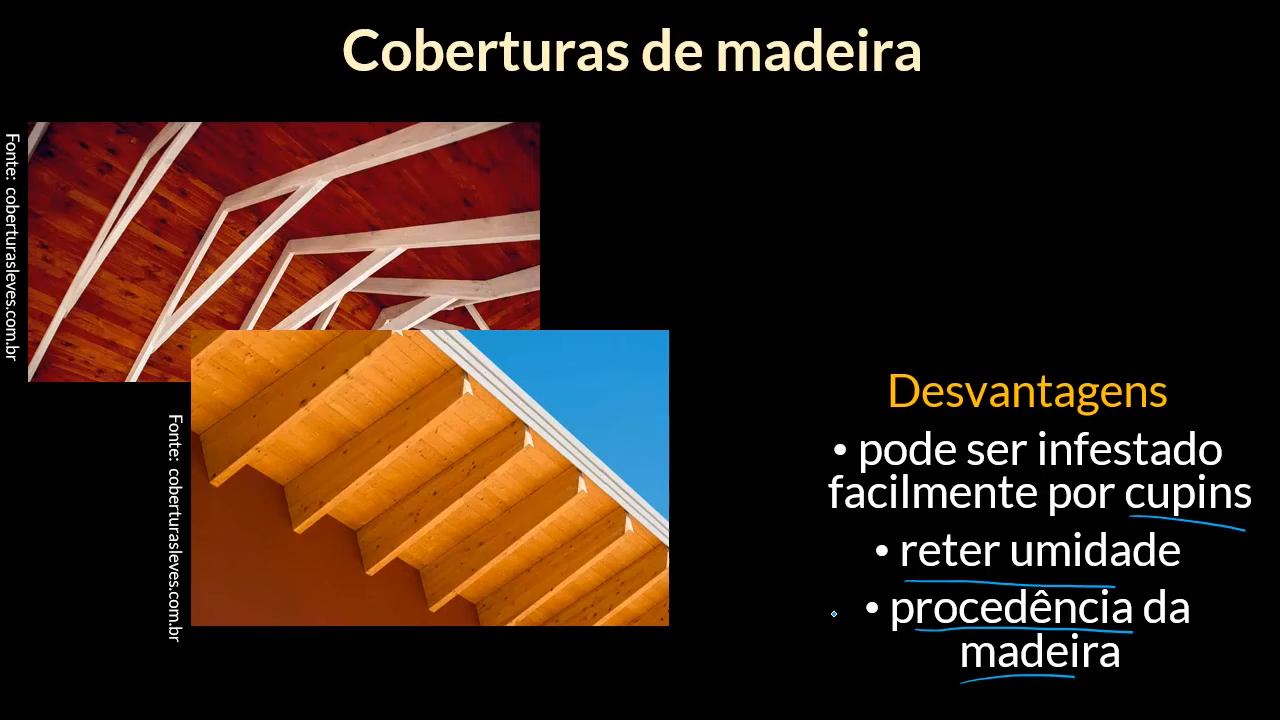 Coberturas de madeira
Fonte: coberturasleves.com.br
Fonte: coberturasleves.com.br
Desvantagens
• pode ser infestado
facilmente por cupins
• reter umidade
• procedência da
madeira